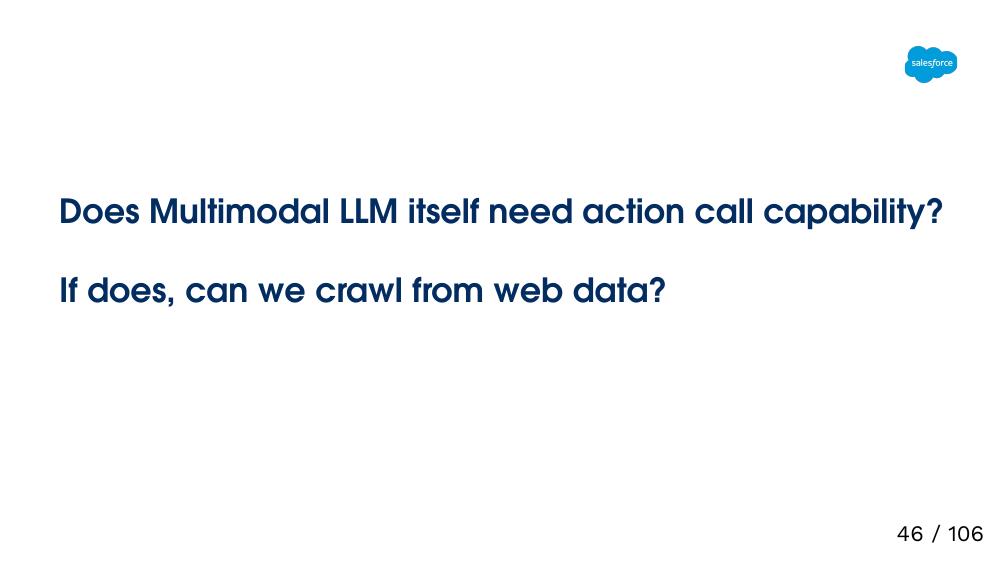 salesforce
Does Multimodal LLM itself need action call capability?
If does, can we crawl from web data?
46 / 106